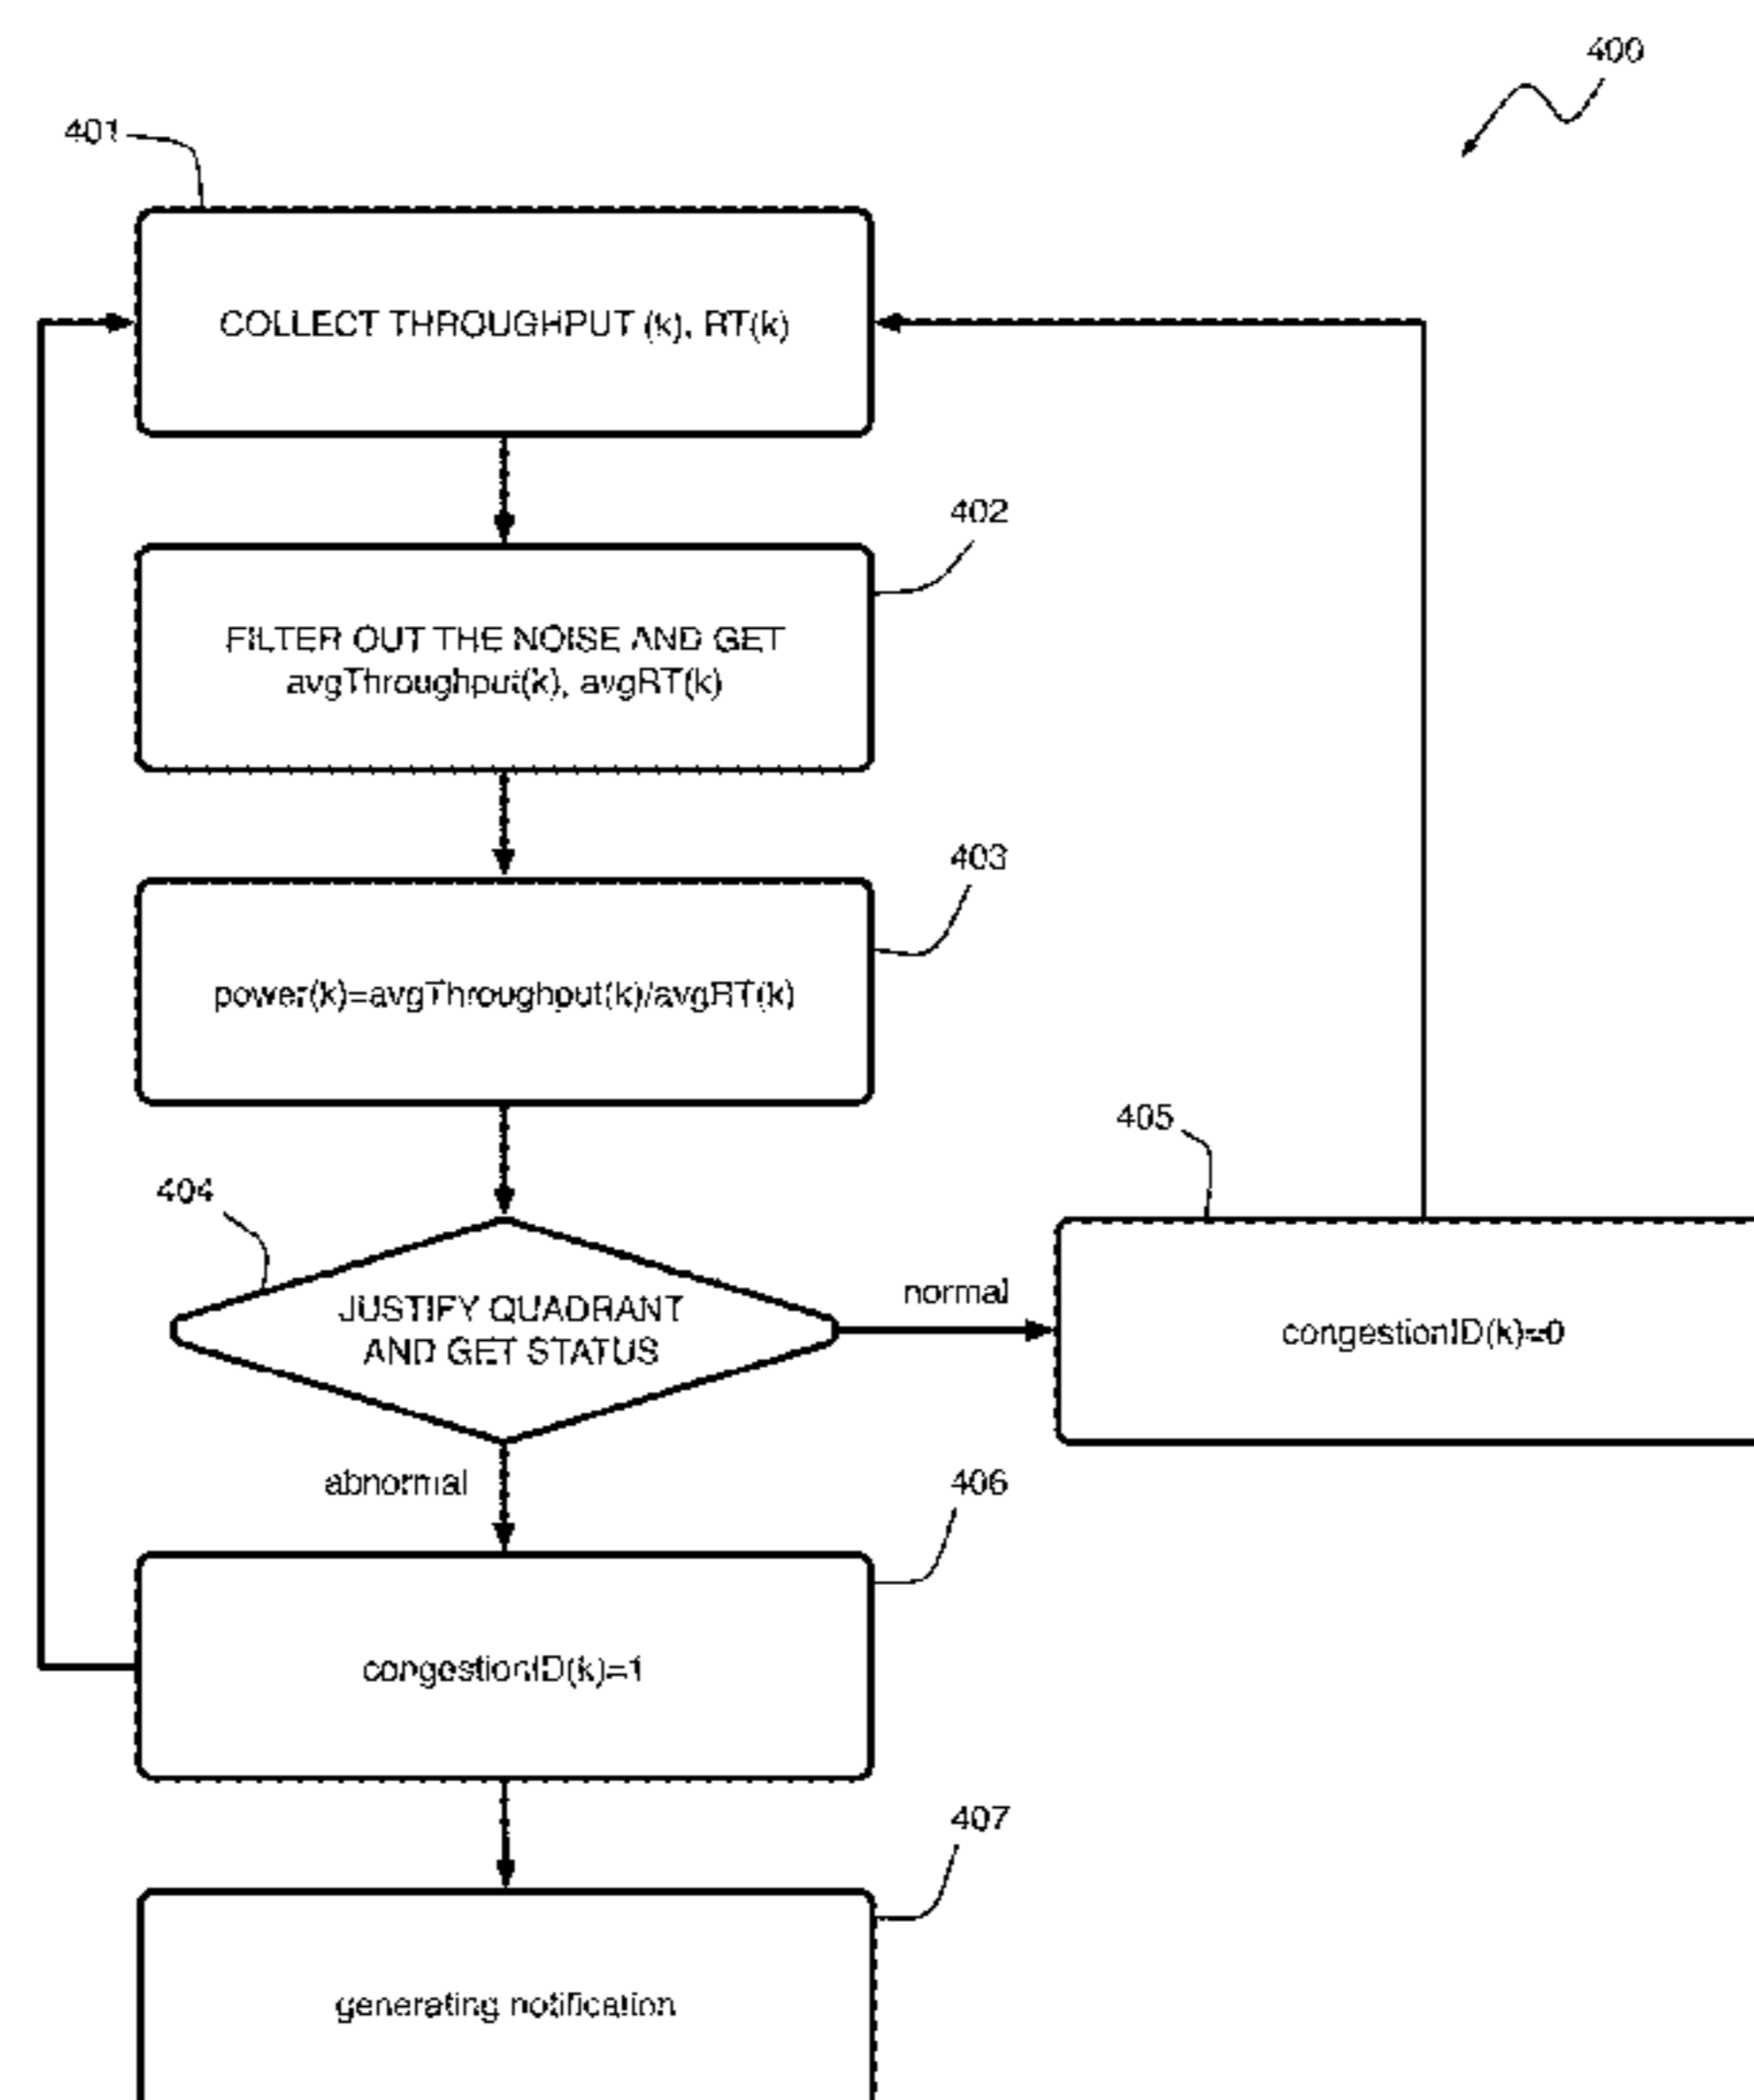 400
401
COLLECT THROUGHPUT (k), RT(k)
402
FILTER OUT THE NOISE AND GET
avgThroughput(k), avgRT(k)
403
power(k)=avgThroughput(k)/avgRT(k)
404
405
JUSTIFY QUADRANT
AND GET STATUS
normal
congestionID(k)=0
abnormal
406
congestionID(k)=1
407
generating notification